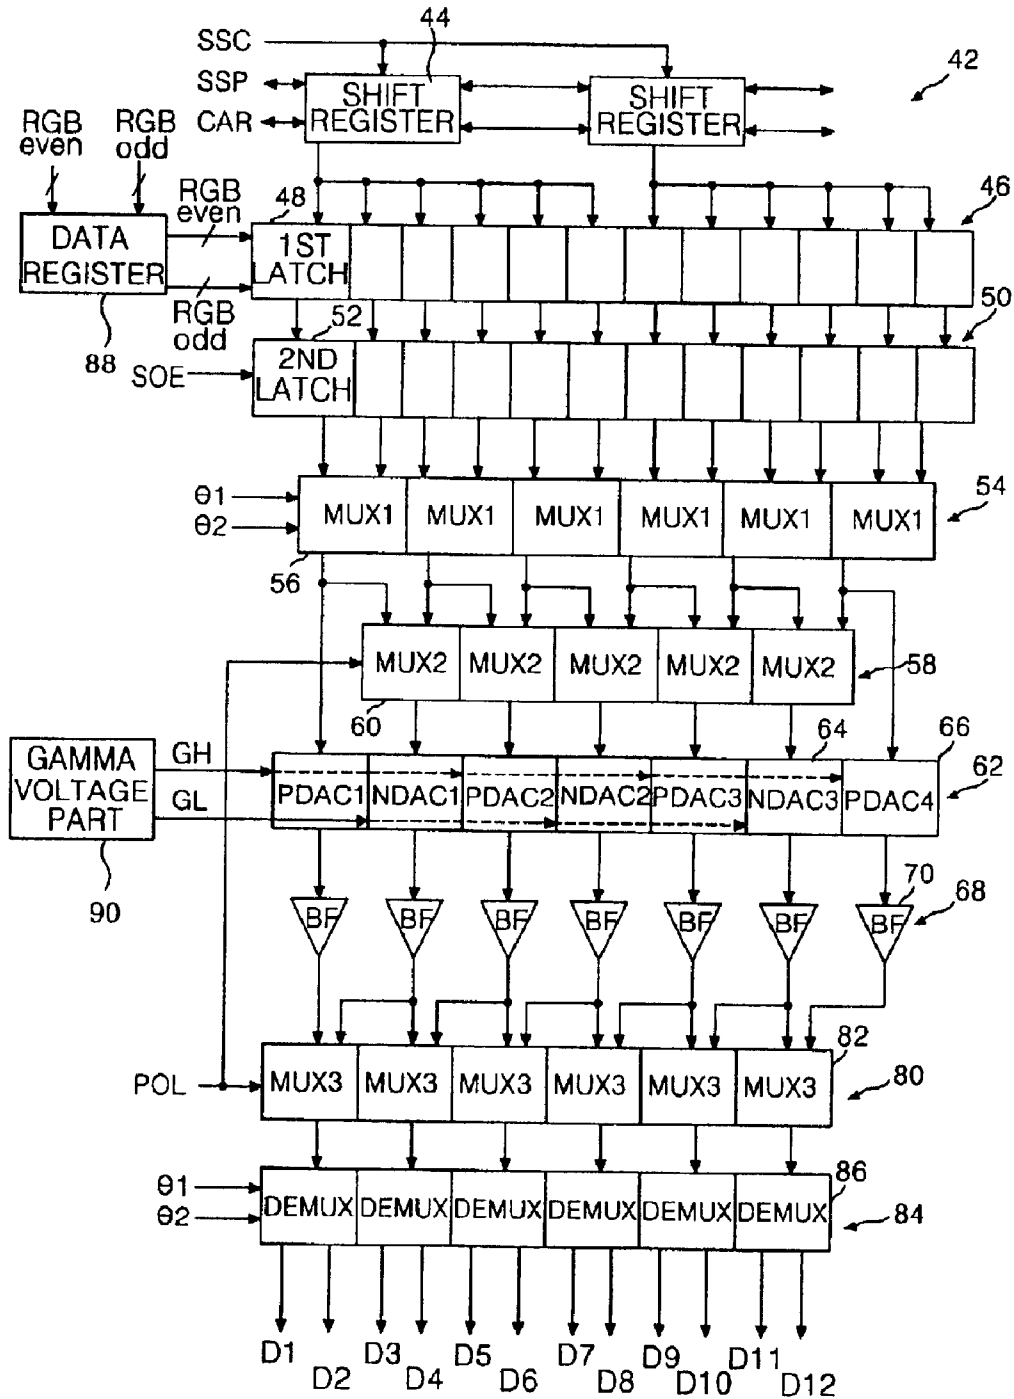 44
SSC
42
SSP
SHIFT
REGISTER
SHIFT
REGISTER
CAR
RGB
even
RGB
odd
RGB
even
48
46
DATA
REGISTER
1ST
LATCH
RGB
odd
52
50
88
SOE
2ND
LATCH
θ1
θ2
MUX1 MUX1 MUX1 MUX1 MUX1 MUX1
54
56
MUX2 MUX2 MUX2 MUX2 MUX2
58
60
64
66
GAMMA
VOLTAGE
PART
GH
GL
62
PDAC1 NDAC1 PDAC2 NDAC2 PDAC3 NDAC3 PDAC4
90
70
68
BF BF BF BF BF BF BF
82
POL
MUX3 MUX3 MUX3 MUX3 MUX3 MUX3
80
86
θ1
θ2
DEMUX DEMUX DEMUX DEMUX DEMUX DEMUX
84
D1 D3 D5 D7 D9 D11
D2 D4 D6 D8 D10 D12